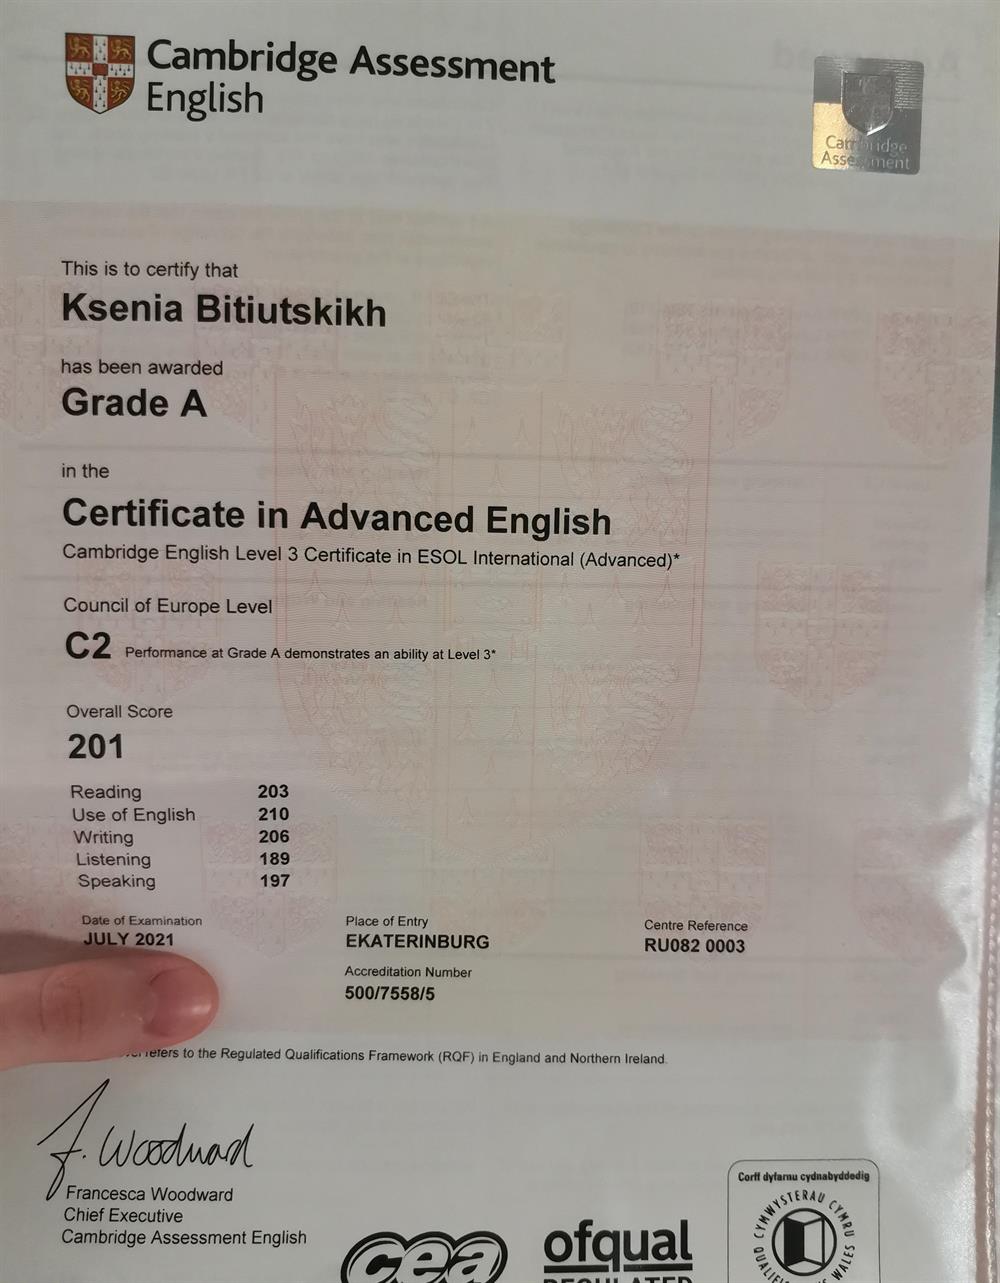 Cambridge Assessment
English
Cambridge
Assessment
This is to certify that
Ksenia Bitiutskikh
has been awarded
Grade A
in the
Certificate in Advanced English
Cambridge English Level 3 Certificate in ESOL International (Advanced)*
Council of Europe Level
C2 Performance at Grade A demonstrates an ability at Level 3*
Overall Score
201
Reading 203
Use of English 210
Writing 206
Listening 189
Speaking 197
Date of Examination
JULY 2021
Place of Entry
EKATERINBURG
Centre Reference
RU082 0003
Accreditation Number
500/7558/5
refers to the Regulated Qualifications Framework (RQF) in England and Northern Ireland.
F. Woodward
Francesca Woodward
Chief Executive
Cambridge Assessment English
cea
ofqual
REGULATED
Corff dyfarnu cydnabyddedig
CYMWYSTERAU CYMRU
WALES